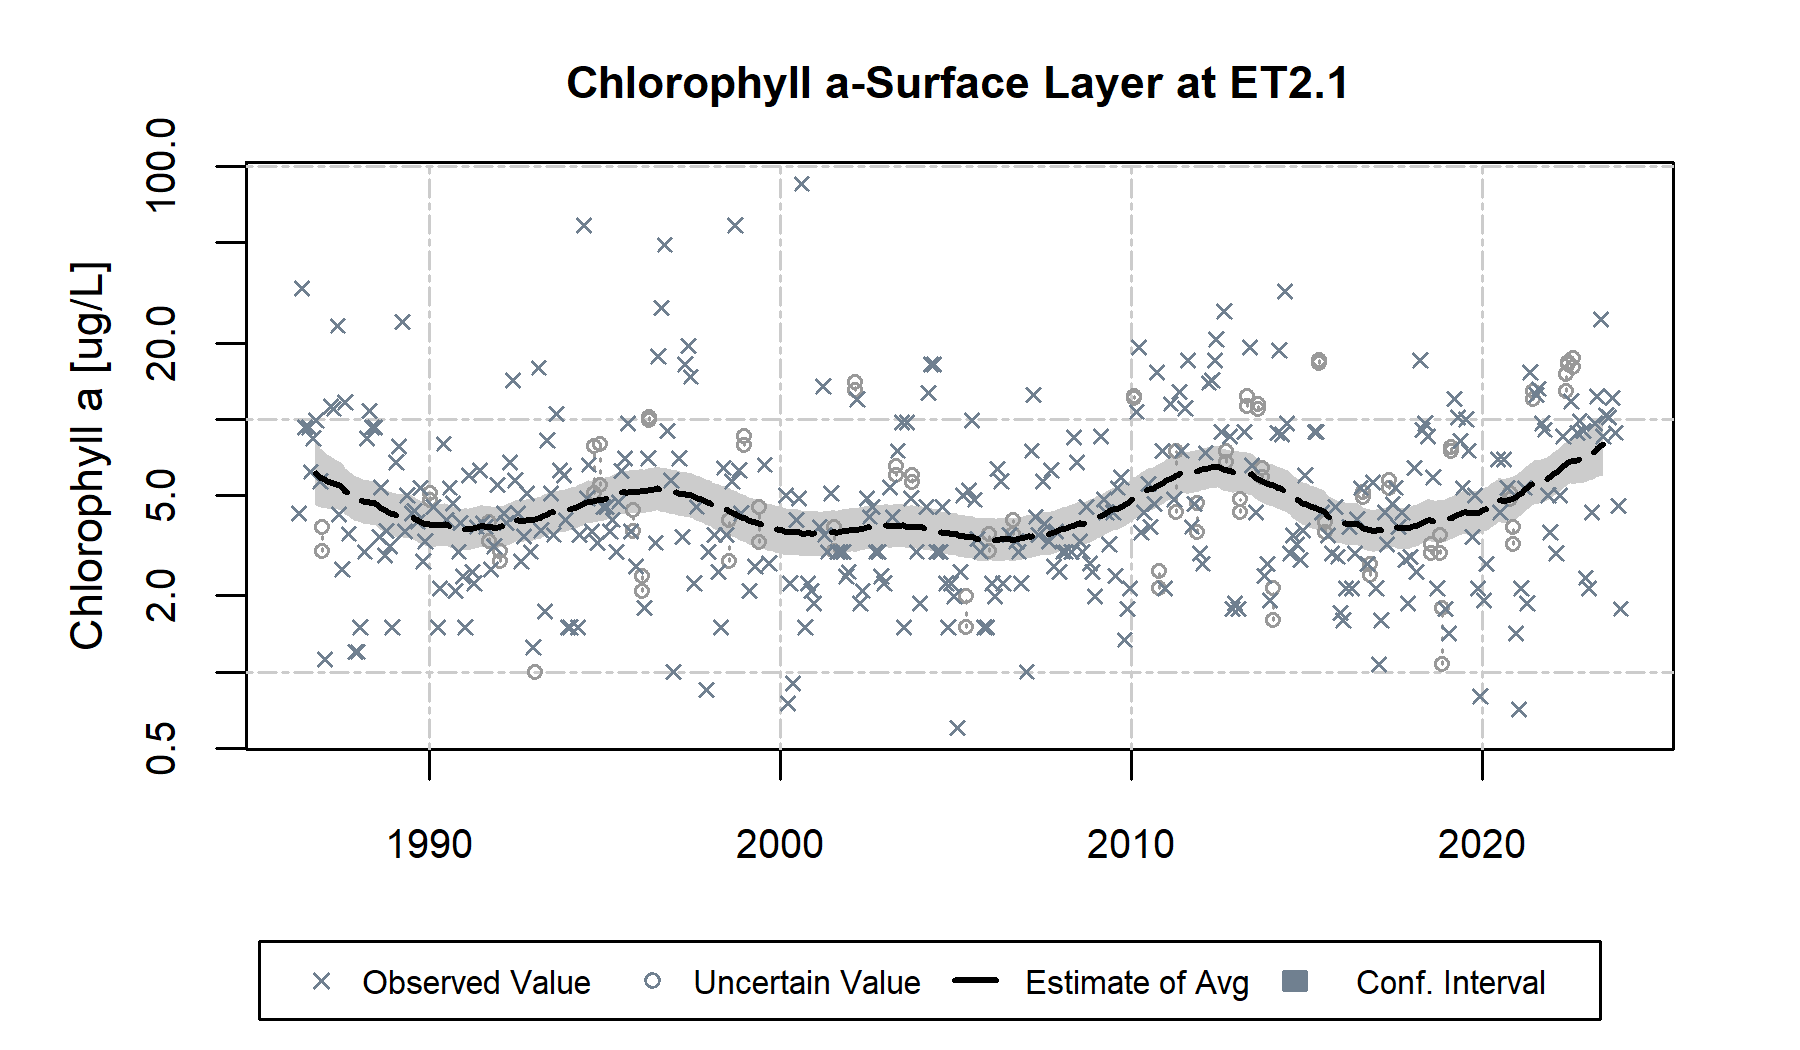 Chlorophyll a-Surface Layer at ET2.1
Chlorophyll a [ug/L]
100.0
20.0
5.0
2.0
0.5
1990 2000 2010 2020
Observed Value Uncertain Value Estimate of Avg Conf. Interval